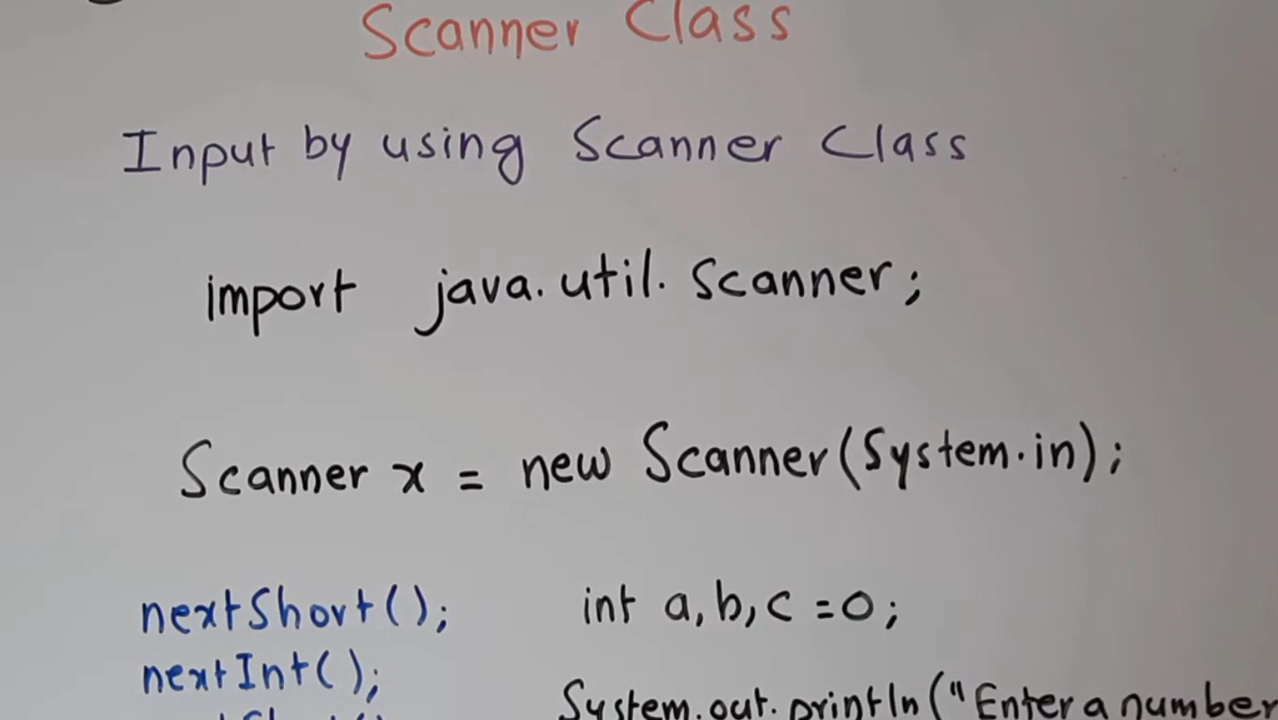 Scanner Class
Input by using Scanner Class
import java.util.Scanner;
Scanner x = new Scanner(System.in);
nextShort();
int a,b,c =0;
nextInt();
System.out.println("Enter a number